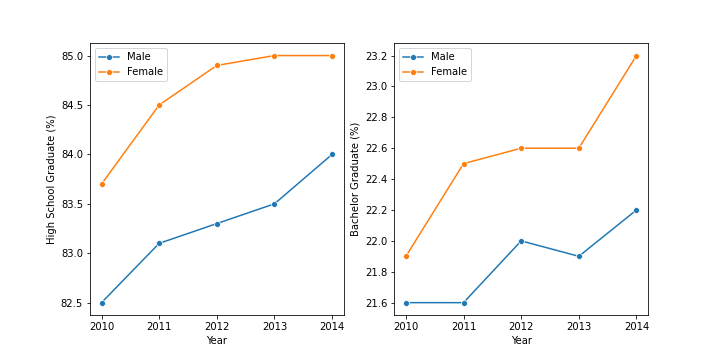 High School Graduate (%)
85.0
84.5
84.0
83.5
83.0
82.5
Male
Female
2010 2011 2012 2013 2014
Year
Bachelor Graduate (%)
23.2
23.0
22.8
22.6
22.4
22.2
22.0
21.8
21.6
Male
Female
2010 2011 2012 2013 2014
Year